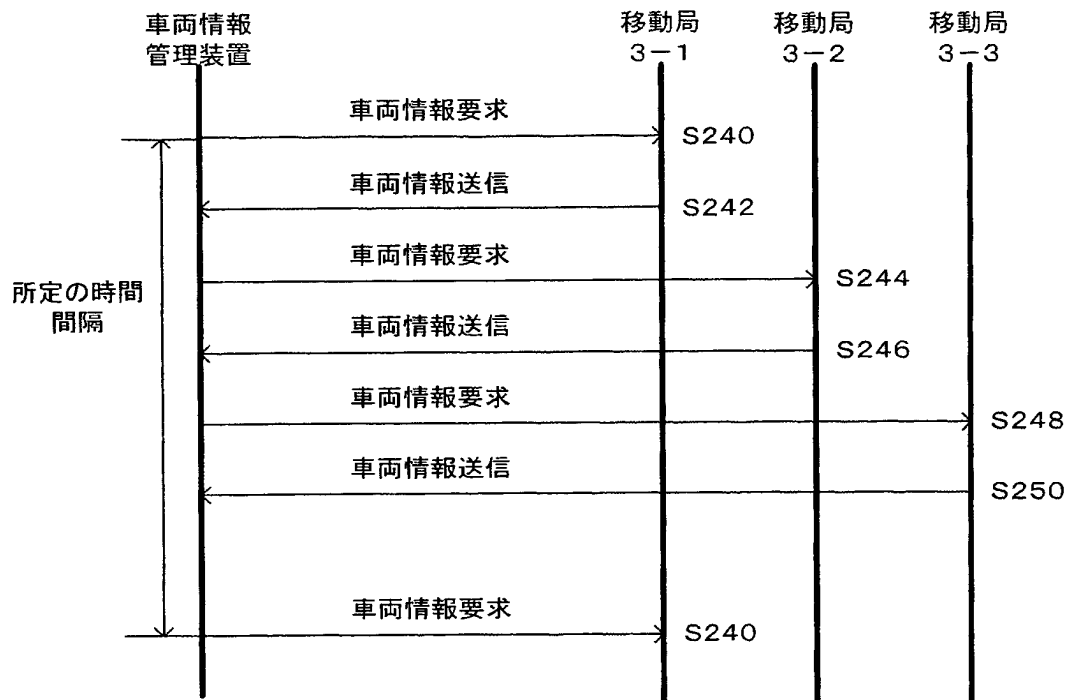 車両情報
管理装置
移動局
3-1
移動局
3-2
移動局
3-3
車両情報要求
S240
車両情報送信
S242
車両情報要求
S244
所定の時間
間隔
車両情報送信
S246
車両情報要求
S248
車両情報送信
S250
車両情報要求
S240